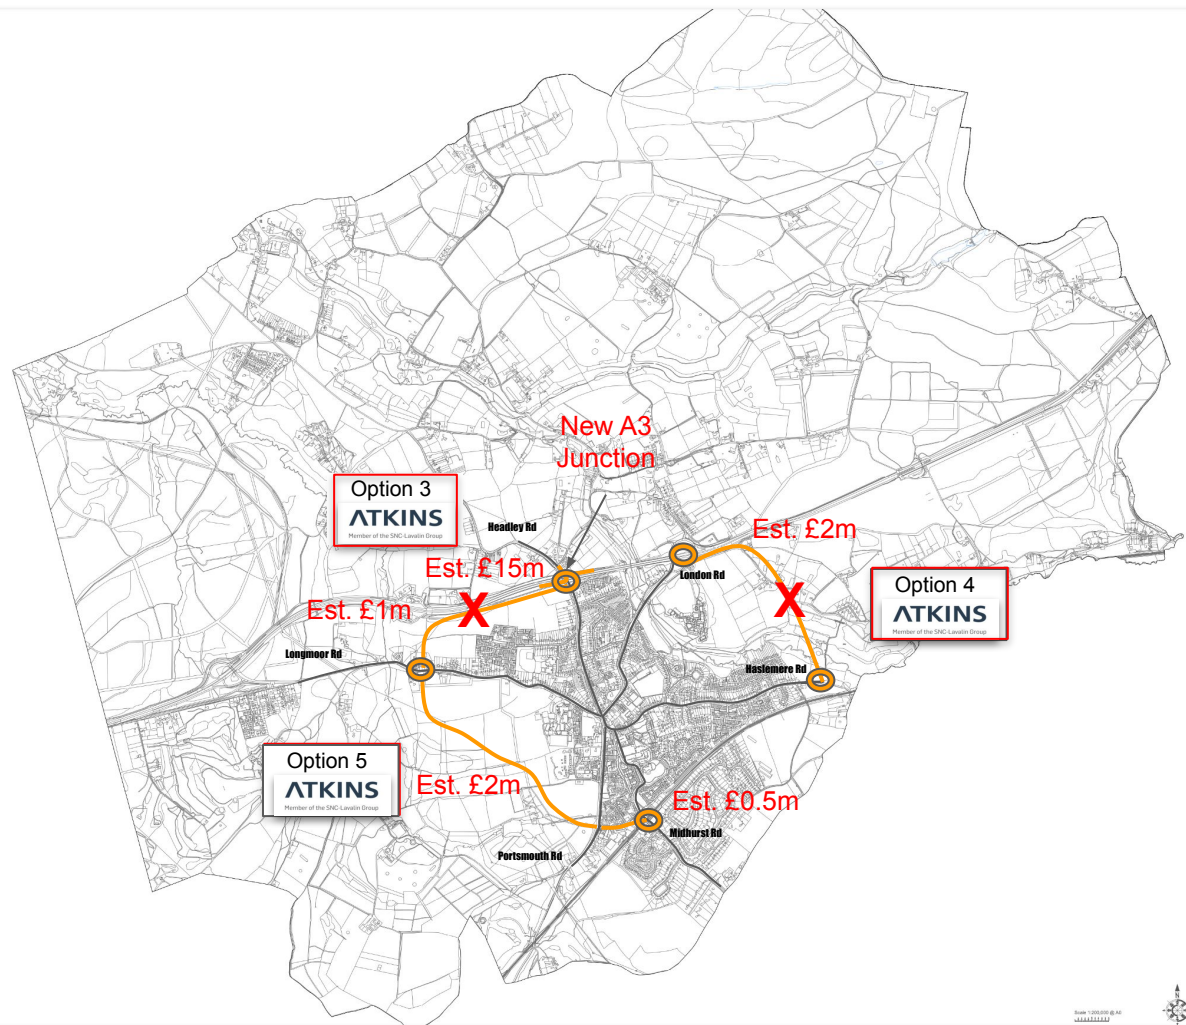 New A3
Junction
Option 3
ATKINS
Member of the SNC-Lavalin Group
Headley Rd
Est. £2m
London Rd
Est. £15m
Option 4
ATKINS
Member of the SNC-Lavalin Group
X
X
Est. £1m
Longmoor Rd
Haslemere Rd
Option 5
ATKINS
Member of the SNC-Lavalin Group
Est. £2m
Est. £0.5m
Midhurst Rd
Portsmouth Rd
N